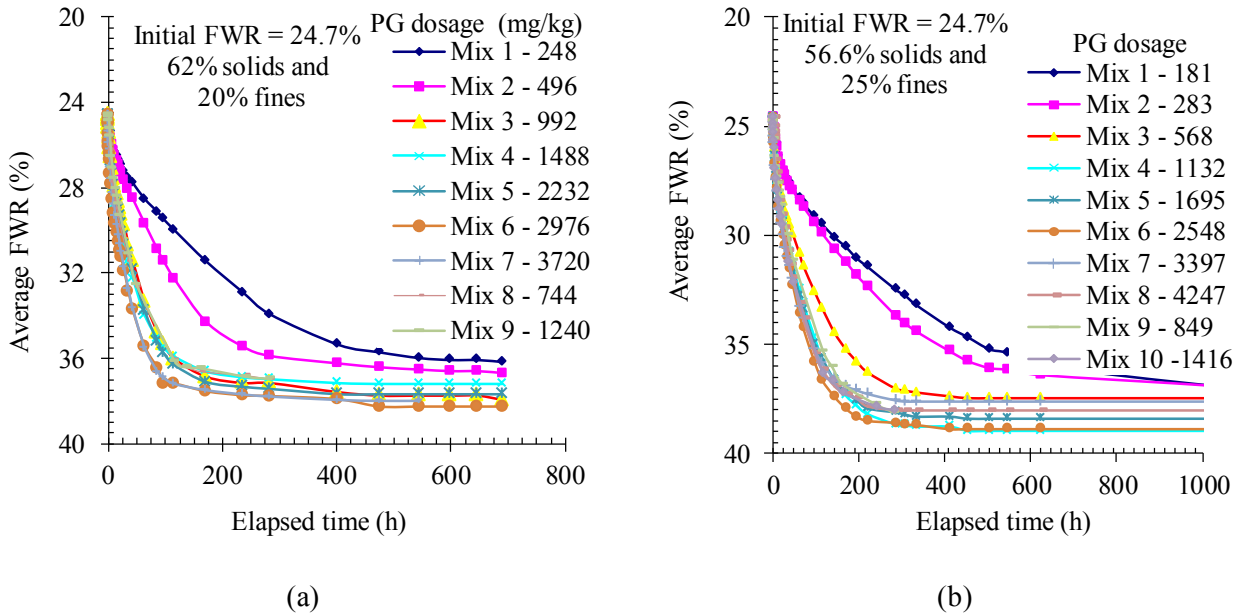 20
24
28
32
36
40
Average FWR (%)
Initial FWR = 24.7%
62% solids and
20% fines
PG dosage (mg/kg)
Mix 1 - 248
Mix 2 - 496
Mix 3 - 992
Mix 4 - 1488
Mix 5 - 2232
Mix 6 - 2976
Mix 7 - 3720
Mix 8 - 744
Mix 9 - 1240
0 200 400 600 800
Elapsed time (h)
(a)
20
25
30
35
40
Average FWR (%)
Initial FWR = 24.7%
56.6% solids and
25% fines
PG dosage
Mix 1 - 181
Mix 2 - 283
Mix 3 - 568
Mix 4 - 1132
Mix 5 - 1695
Mix 6 - 2548
Mix 7 - 3397
Mix 8 - 4247
Mix 9 - 849
Mix 10 -1416
0 200 400 600 800 1000
Elapsed time (h)
(b)